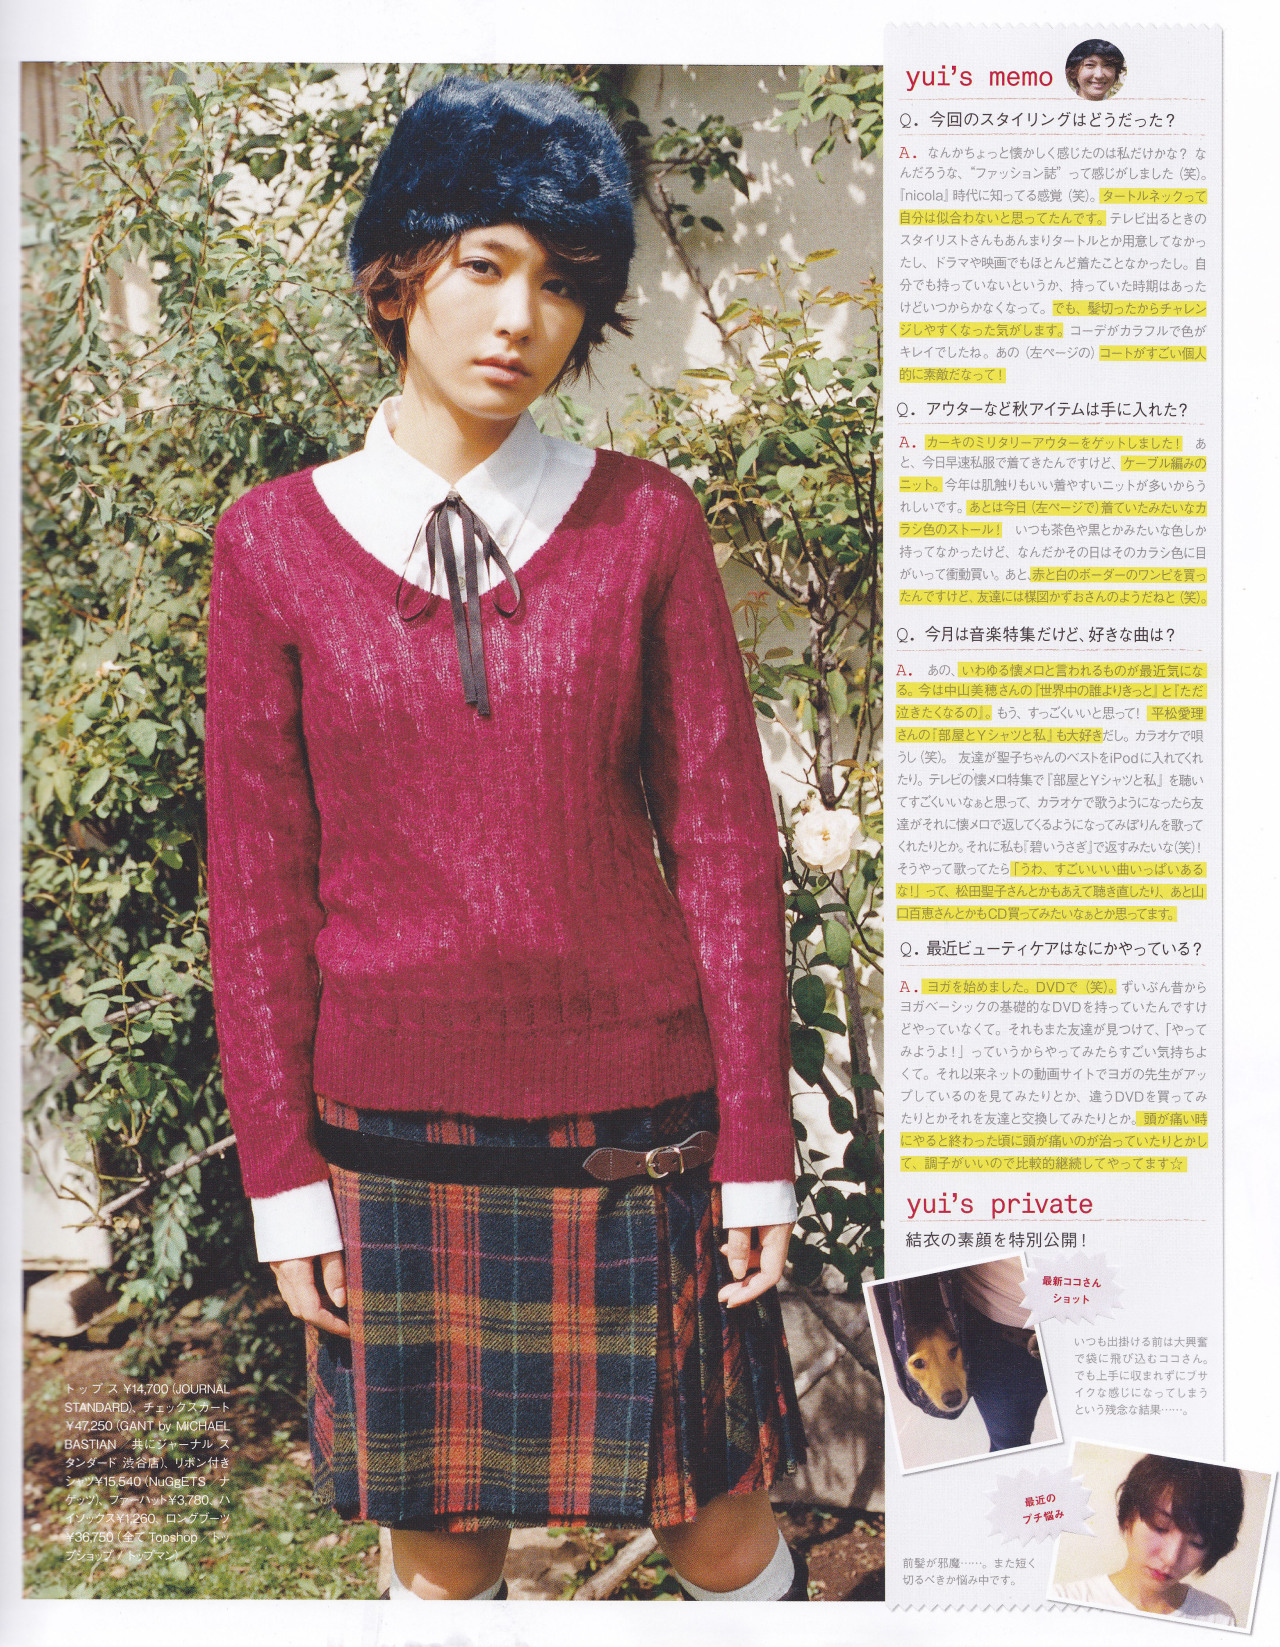 yui's memo
Q. 今回のスタイリングはどうだった？
A. なんかちょっと懐かしく感じたのは私だけかな？ な
んだろうな、“ファッション誌” って感じがしました（笑）。
『nicola』時代に知ってる感覚（笑）。タートルネックって
自分は似合わないと思ってたんです。テレビ出るときの
スタイリストさんもあんまりタートルとか用意してなかっ
たし、ドラマや映画でもほとんど着たことなかったし。自
分でも持っていないというか、持っていた時期はあった
けどいつからかなくなって。でも、髪切ったからチャレン
ジしやすくなった気がします。コーデがカラフルで色が
キレイでしたね。あの（左ページの）コートがすごい個人
的に素敵だなって！
Q. アウターなど秋アイテムは手に入れた？
A. カーキのミリタリーアウターをゲットしました！ あ
と、今日早速私服で着てきたんですけど、ケーブル編みの
ニット。今年は肌触りもいい着やすいニットが多いからう
れしいです。あとは今日（左ページで）着ていたみたいなカ
ラシ色のストール！ いつも茶色や黒とかみたいな色しか
持ってなかったけど、なんだかその日はそのカラシ色に目
がいって衝動買い。あと、赤と白のボーダーのワンピを買っ
たんですけど、友達には楳図かずおさんのようだねと（笑）。
Q. 今月は音楽特集だけど、好きな曲は？
A. あの、いわゆる懐メロと言われるものが最近気にな
る。今は中山美穂さんの『世界中の誰よりきっと』と『ただ
泣きたくなるの』。もう、すっごくいいと思って！ 平松愛理
さんの『部屋とYシャツと私』も大好きだし。カラオケで唄
うし（笑）。 友達が聖子ちゃんのベストをiPodに入れてくれ
たり。テレビの懐メロ特集で『部屋とYシャツと私』を聴い
てすごくいいなぁと思って、カラオケで歌うようになったら友
達がそれに懐メロで返してくるようになってみぽりんを歌って
くれたりとか。それに私も『碧いうさぎ』で返すみたいな（笑）！
そうやって歌ってたら「うわ、すごいいい曲いっぱいある
な！」って、松田聖子さんとかもあえて聴き直したり、あと山
口百恵さんとかもCD買ってみたいなぁとか思ってます。
Q. 最近ビューティケアはなにかやっている？
A. ヨガを始めました。DVDで（笑）。ずいぶん昔から
ヨガベーシックの基礎的なDVDを持っていたんですけ
どやっていなくて。それもまた友達が見つけて、「やって
みようよ！」っていうからやってみたらすごい気持ちよ
くて。それ以来ネットの動画サイトでヨガの先生がアッ
プしているのを見てみたりとか、違うDVDを買ってみ
たりとかそれを友達と交換してみたりとか。頭が痛い時
にやると終わった頃に頭が痛いのが治っていたりとかし
て、調子がいいので比較的継続してやってます☆
yui's private
結衣の素顔を特別公開！
最新ココさん
ショット
いつも出掛ける前は大興奮
で袋に飛び込むココさん。
でも上手に収まれずにブサ
イクな感じになってしまう
という残念な結果……。
最近の
プチ悩み
前髪が邪魔……。また短く
切るべきか悩み中です。
トップス ¥14,700（JOURNAL
STANDARD）、チェックスカート
¥47,250（GANT by MICHAEL
BASTIAN／共にジャーナル ス
タンダード 渋谷店）、リボン付き
シャツ¥15,540（NuGgETS／ナ
ゲッツ）、ファーハット¥3,780、ハ
イソックス¥1,260、ロングブーツ
¥36,750（全て Topshop／トッ
プショップ／トップマン）